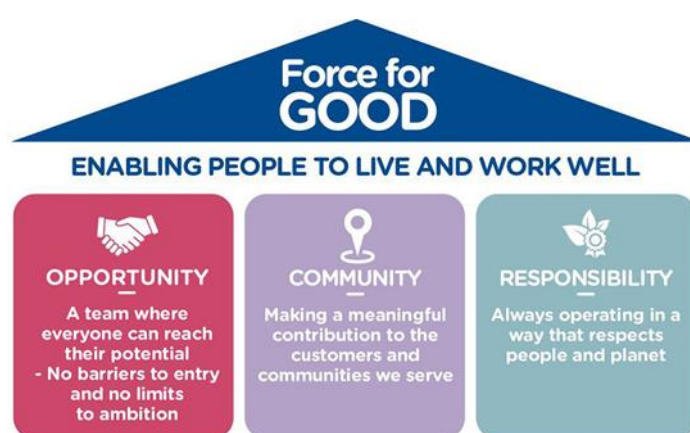 Force for
GOOD
ENABLING PEOPLE TO LIVE AND WORK WELL
OPPORTUNITY
A team where
everyone can reach
their potential
- No barriers to entry
and no limits
to ambition
COMMUNITY
Making a meaningful
contribution to the
customers and
communities we serve
RESPONSIBILITY
Always operating in a
way that respects
people and planet